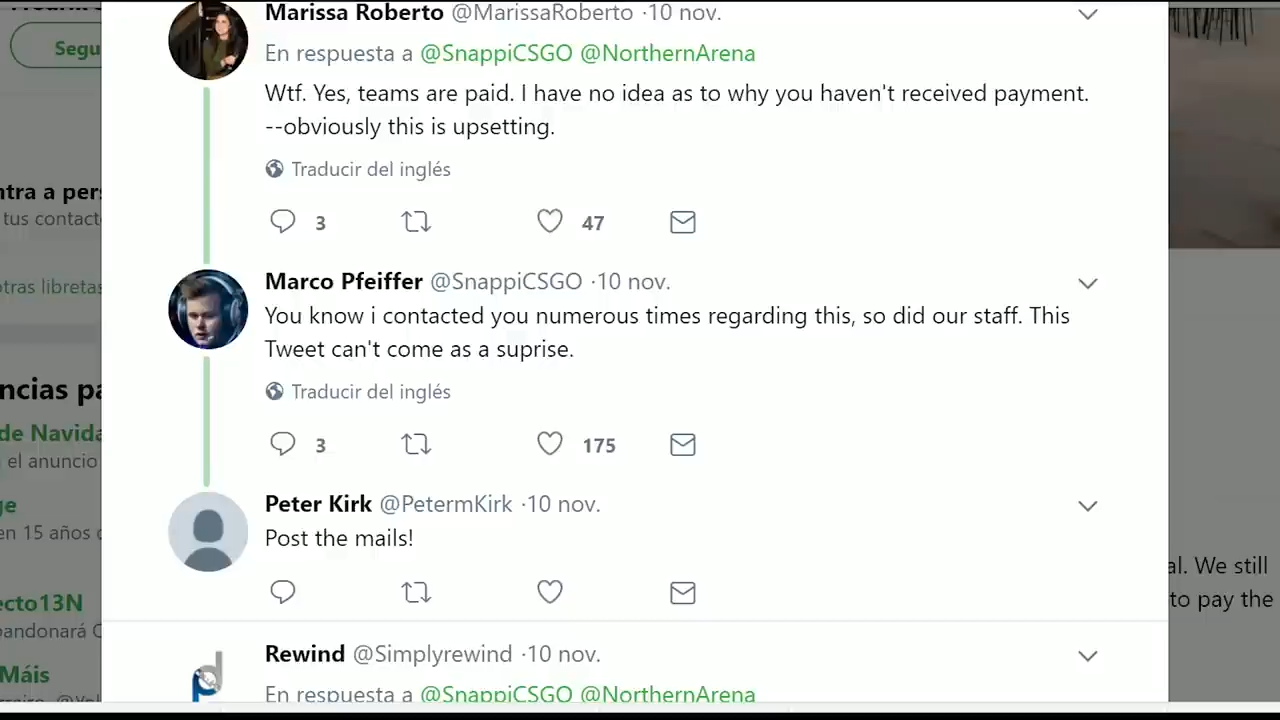 Marissa Roberto @MarissaRoberto ·10 nov.
Segu
En respuesta a @SnappiCSGO @NorthernArena
Wtf. Yes, teams are paid. I have no idea as to why you haven't received payment.
--obviously this is upsetting.
Traducir del inglés
ntra a pers
tus contact
3 47
otras libretas
Marco Pfeiffer @SnappiCSGO ·10 nov.
You know i contacted you numerous times regarding this, so did our staff. This
Tweet can't come as a suprise.
Traducir del inglés
ncias pa
de Navida
el anuncio
3 175
Peter Kirk @PetermKirk ·10 nov.
Post the mails!
ge
en 15 años
al. We still
to pay the
ecto13N
bandonará
Rewind @Simplyrewind ·10 nov.
Máis
En respuesta a @SnappiCSGO @NorthernArena